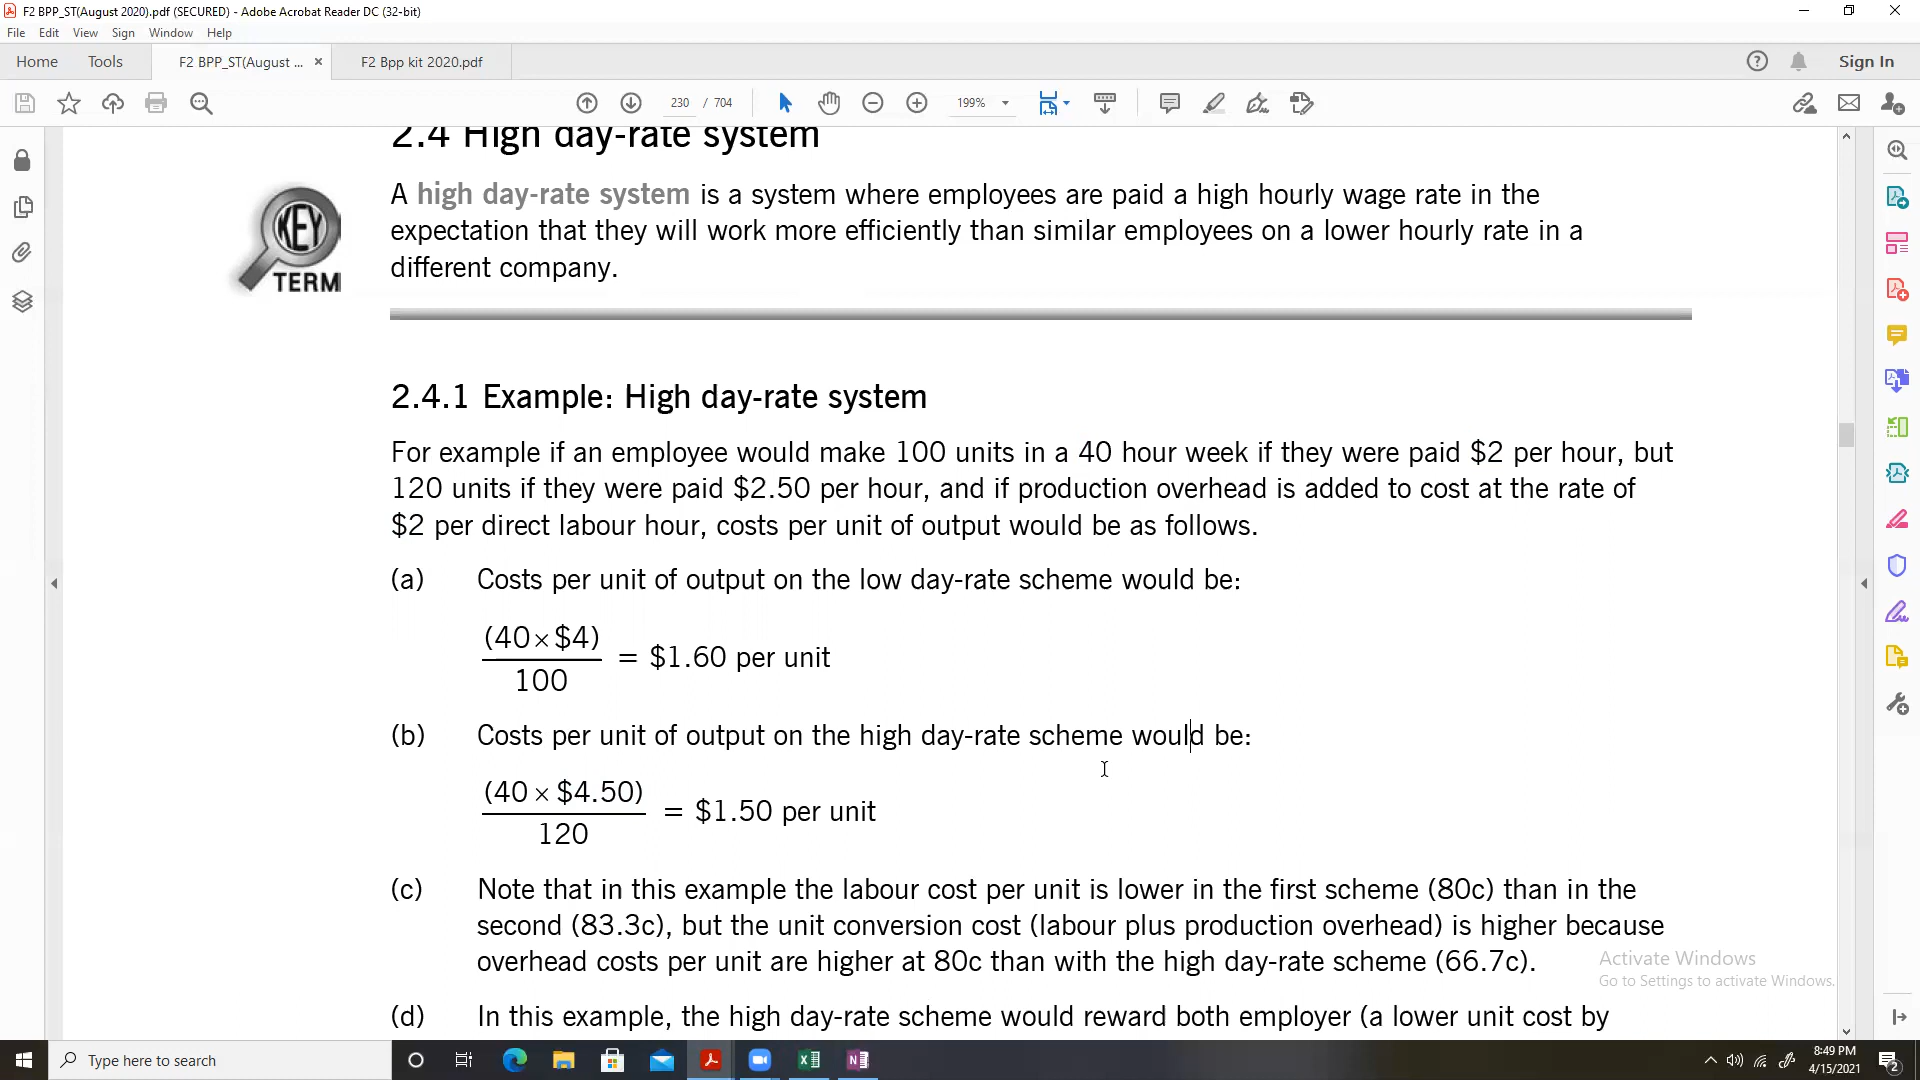 F2 BPP_ST(August 2020).pdf (SECURED) - Adobe Acrobat Reader DC (32-bit)
File Edit View Sign Window Help
Home Tools F2 BPP_ST(August ... × F2 Bpp kit 2020.pdf Sign In
230 / 704 199%
2.4 High day-rate system
KEY
TERM
A high day-rate system is a system where employees are paid a high hourly wage rate in the
expectation that they will work more efficiently than similar employees on a lower hourly rate in a
different company.
2.4.1 Example: High day-rate system
For example if an employee would make 100 units in a 40 hour week if they were paid $2 per hour, but
120 units if they were paid $2.50 per hour, and if production overhead is added to cost at the rate of
$2 per direct labour hour, costs per unit of output would be as follows.
(a) Costs per unit of output on the low day-rate scheme would be:
(40 × $4)
= $1.60 per unit
100
(b) Costs per unit of output on the high day-rate scheme would be:
(40 × $4.50)
= $1.50 per unit
120
(c) Note that in this example the labour cost per unit is lower in the first scheme (80c) than in the
second (83.3c), but the unit conversion cost (labour plus production overhead) is higher because
overhead costs per unit are higher at 80c than with the high day-rate scheme (66.7c).
Activate Windows
Go to Settings to activate Windows.
(d) In this example, the high day-rate scheme would reward both employer (a lower unit cost by
Type here to search
8:49 PM
4/15/2021
2